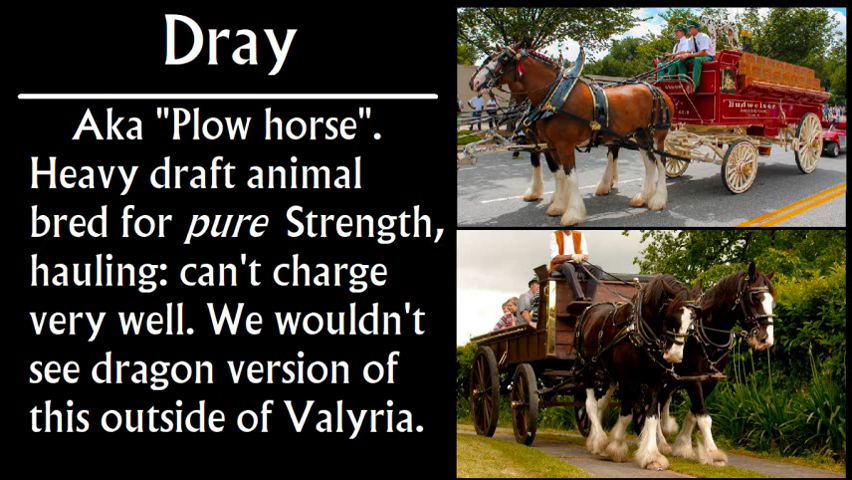 Dray
Aka "Plow horse".
Heavy draft animal
bred for pure Strength,
hauling: can't charge
very well. We wouldn't
see dragon version of
this outside of Valyria.
Budweiser